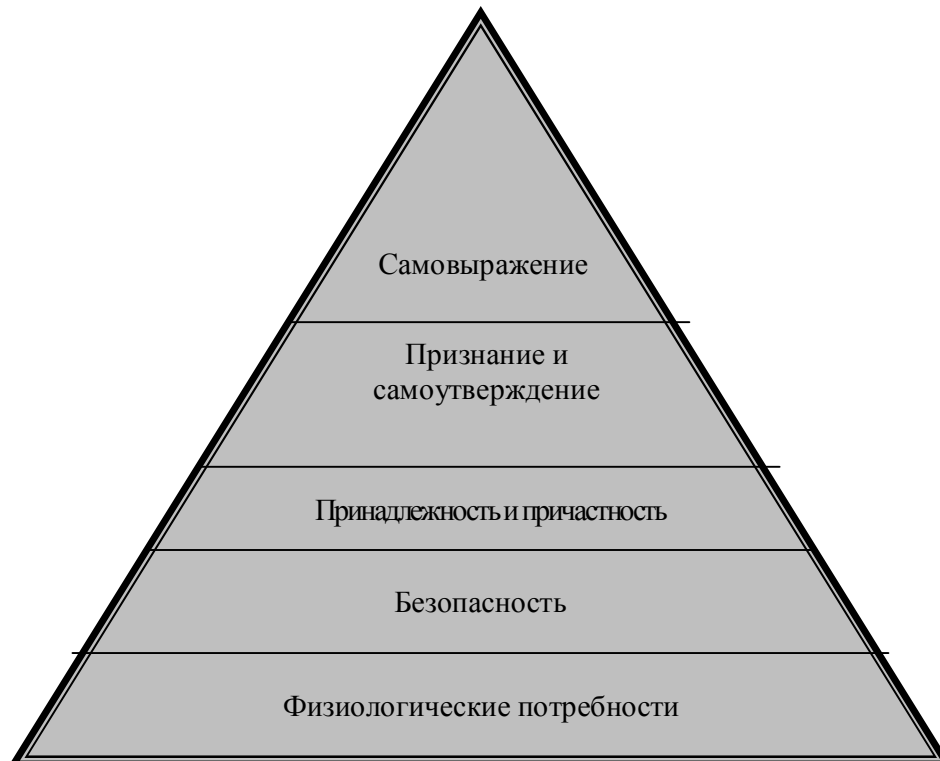 Самовыражение
Признание и
самоутверждение
Принадлежность и причастность
Безопасность
Физиологические потребности